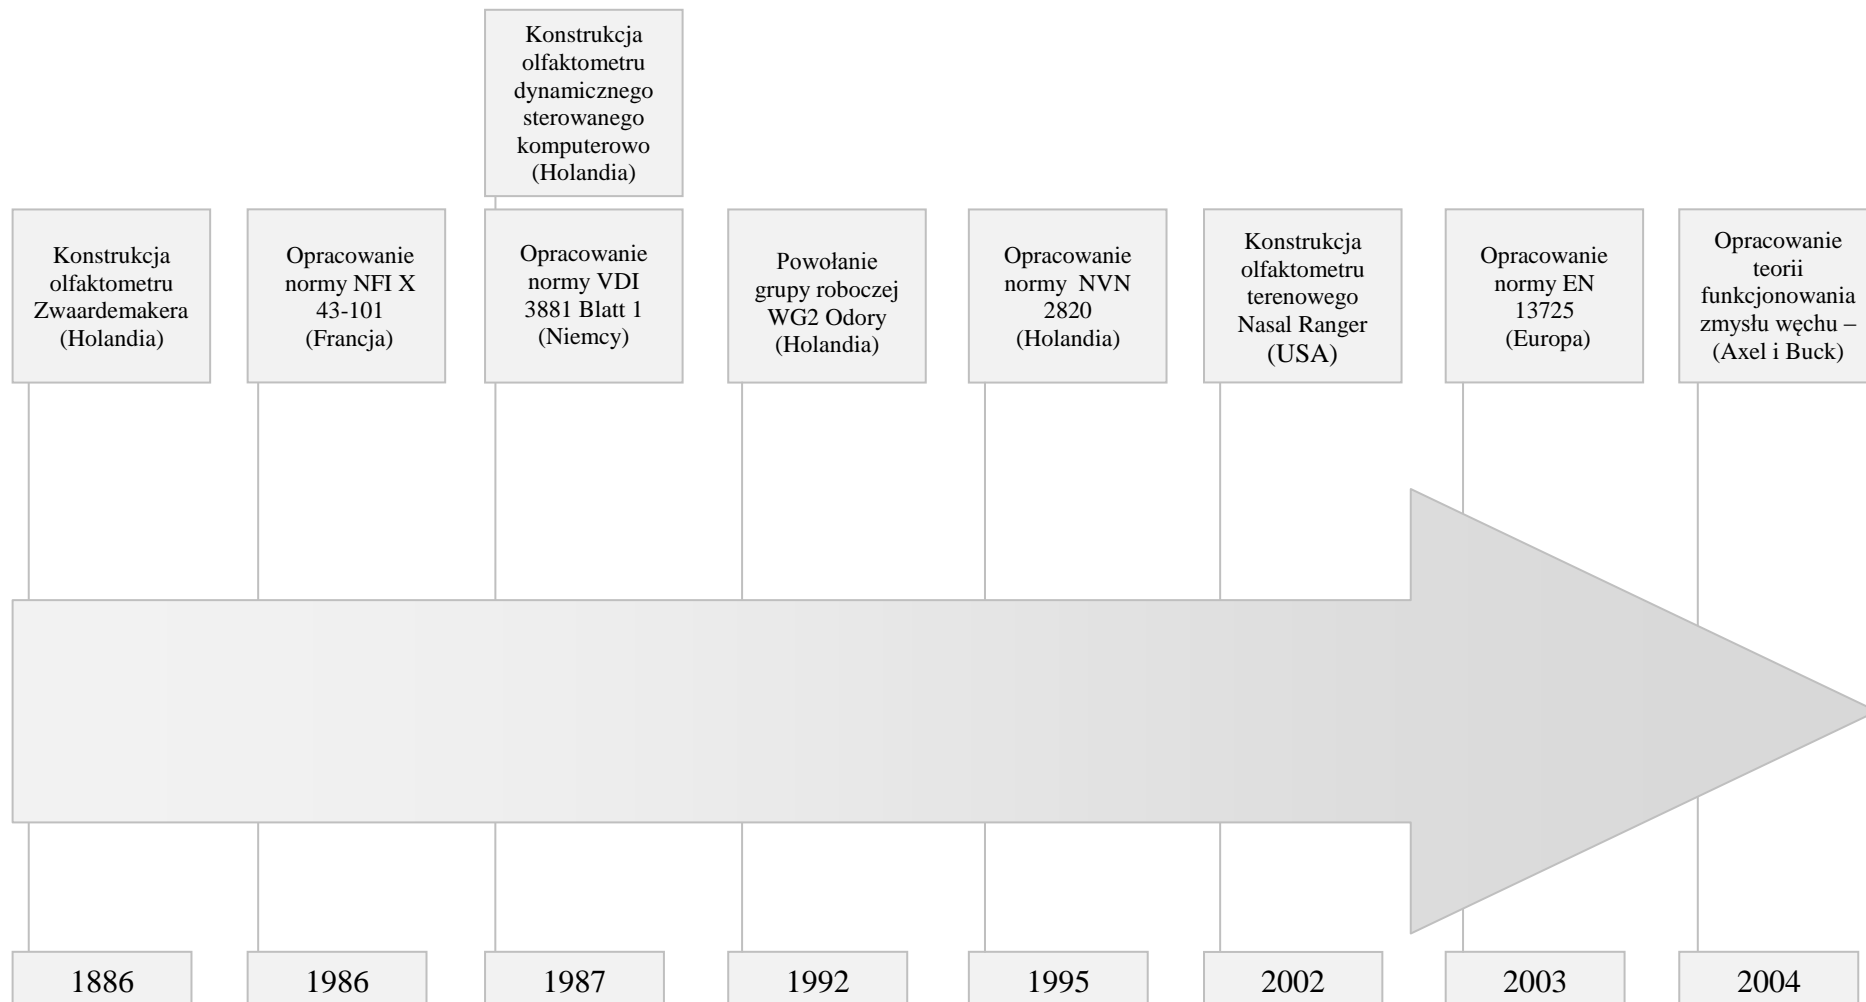 Konstrukcja
olfaktometru
dynamicznego
sterowanego
komputerowo
(Holandia)
Konstrukcja
olfaktometru
Zwaardemakera
(Holandia)
Opracowanie
normy NFI X
43-101
(Francja)
Opracowanie
normy VDI
3881 Blatt 1
(Niemcy)
Powołanie
grupy roboczej
WG2 Odory
(Holandia)
Opracowanie
normy NVN
2820
(Holandia)
Konstrukcja
olfaktometru
terenowego
Nasal Ranger
(USA)
Opracowanie
normy EN
13725
(Europa)
Opracowanie
teorii
funkcjonowania
zmysłu węchu –
(Axel i Buck)
1886
1986
1987
1992
1995
2002
2003
2004